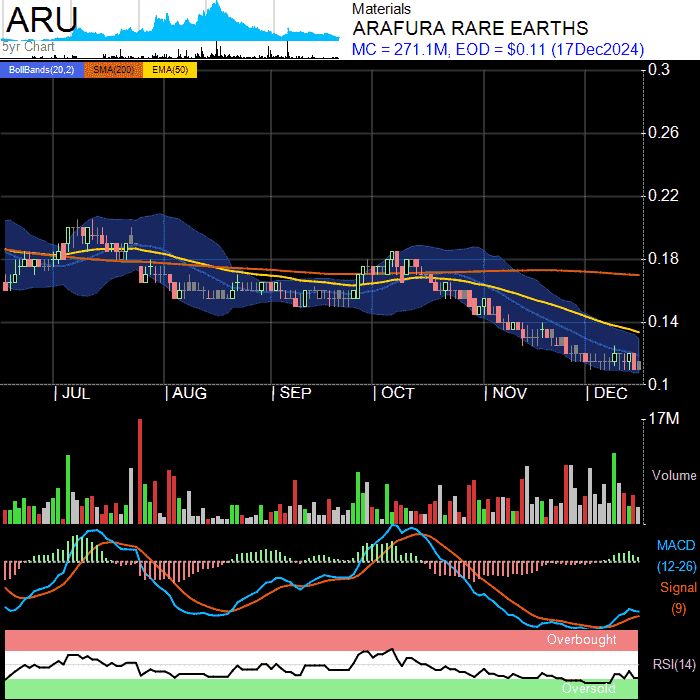 ARU
5yr Chart
Materials
ARAFURA RARE EARTHS
MC = 271.1M, EOD = $0.11 (17Dec2024)
BollBands(20,2) SMA(200) EMA(50)
0.3
0.26
0.22
0.18
0.14
0.1
JUL AUG SEP OCT NOV DEC
17M
Volume
MACD
(12-26)
Signal
(9)
Overbought
RSI(14)
Oversold